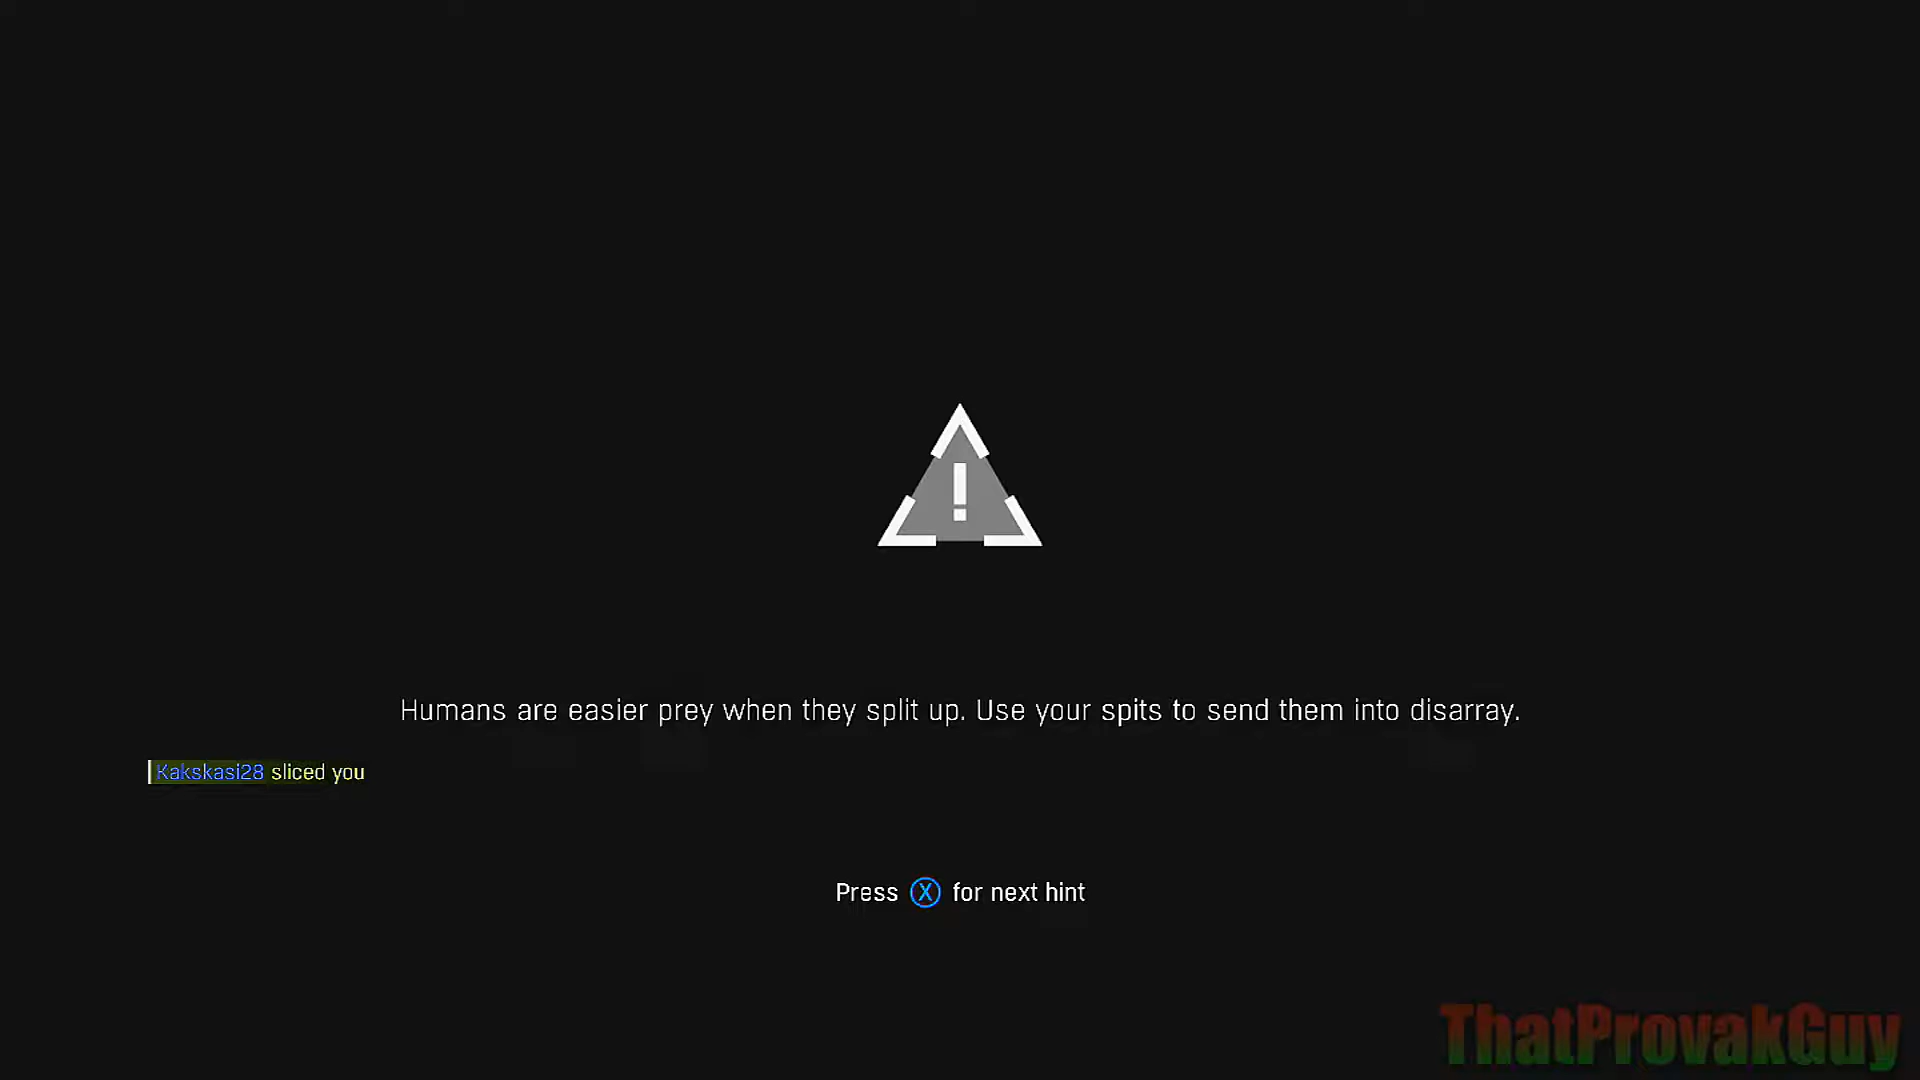 !
Humans are easier prey when they split up. Use your spits to send them into disarray.
Kakskasi28 sliced you
Press X for next hint
ThatProvakGuy